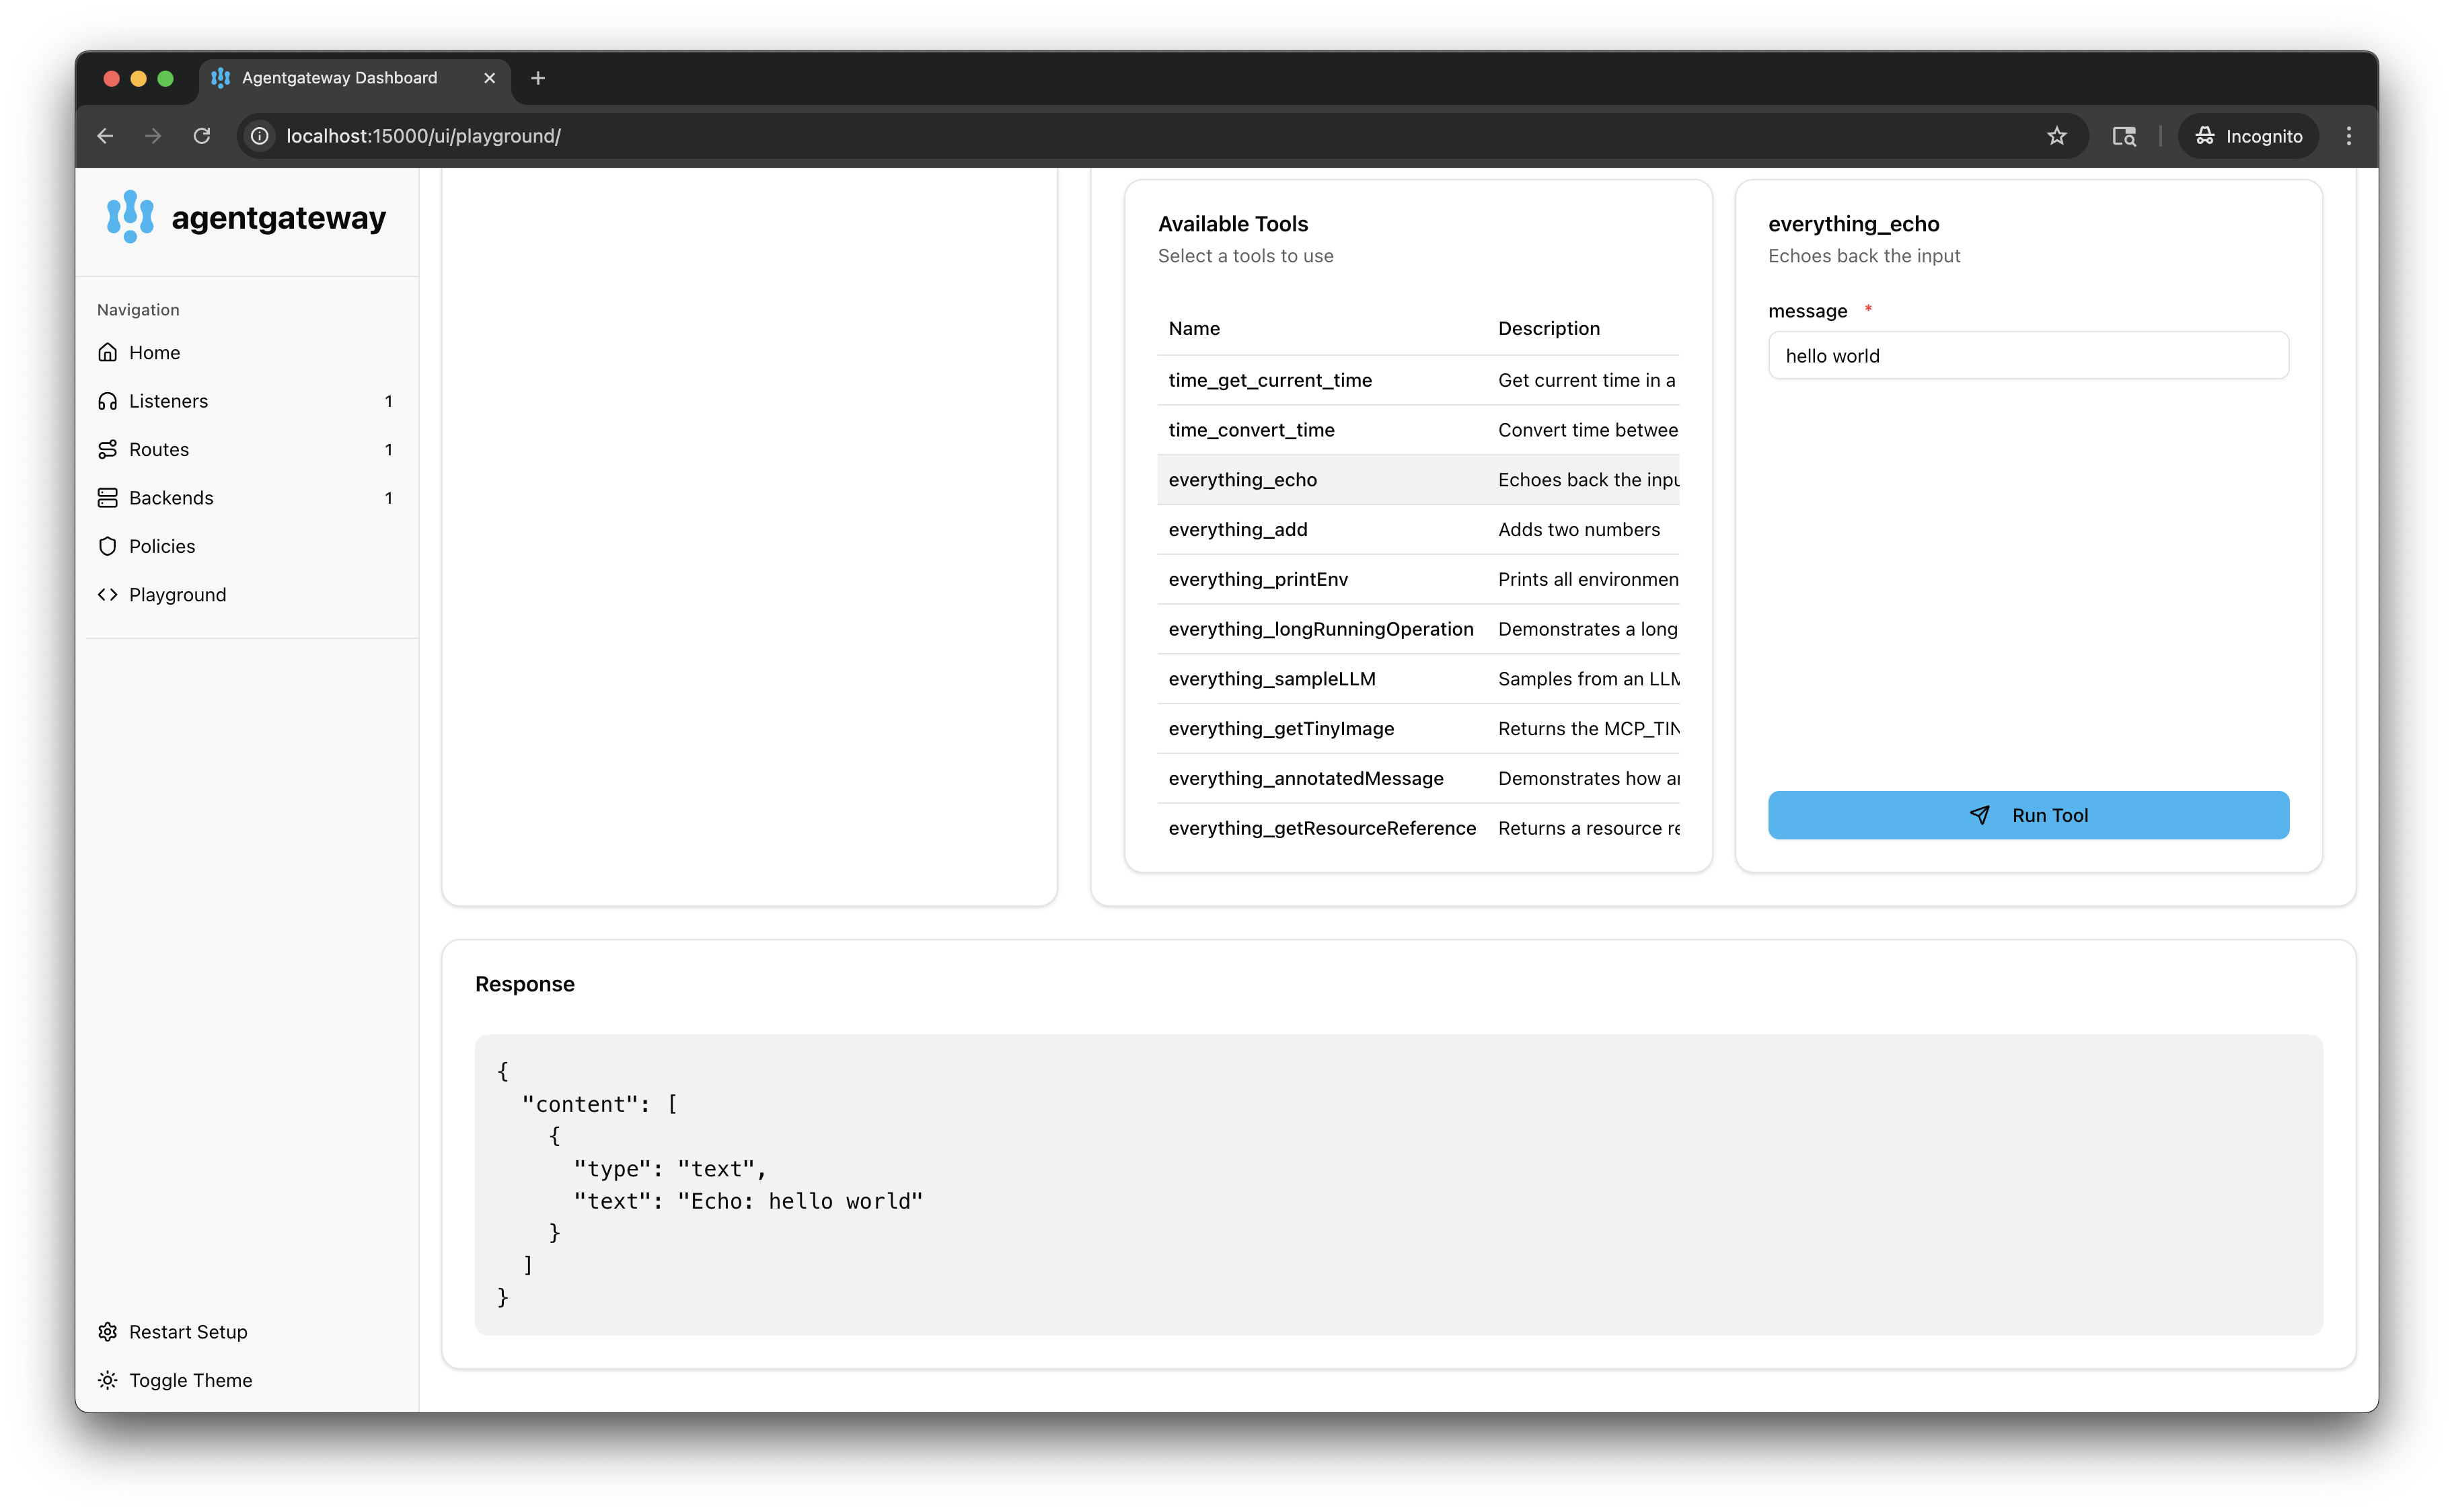 Agentgateway Dashboard
localhost:15000/ui/playground/
Incognito
agentgateway
Navigation
Home
Listeners 1
Routes 1
Backends 1
Policies
Playground
Restart Setup
Toggle Theme
Available Tools
Select a tools to use
Name Description
time_get_current_time Get current time in a
time_convert_time Convert time betwee
everything_echo Echoes back the inpu
everything_add Adds two numbers
everything_printEnv Prints all environmen
everything_longRunningOperation Demonstrates a long
everything_sampleLLM Samples from an LLM
everything_getTinyImage Returns the MCP_TIN
everything_annotatedMessage Demonstrates how a
everything_getResourceReference Returns a resource re
everything_echo
Echoes back the input
message *
hello world
Run Tool
Response
{
"content": [
{
"type": "text",
"text": "Echo: hello world"
}
]
}